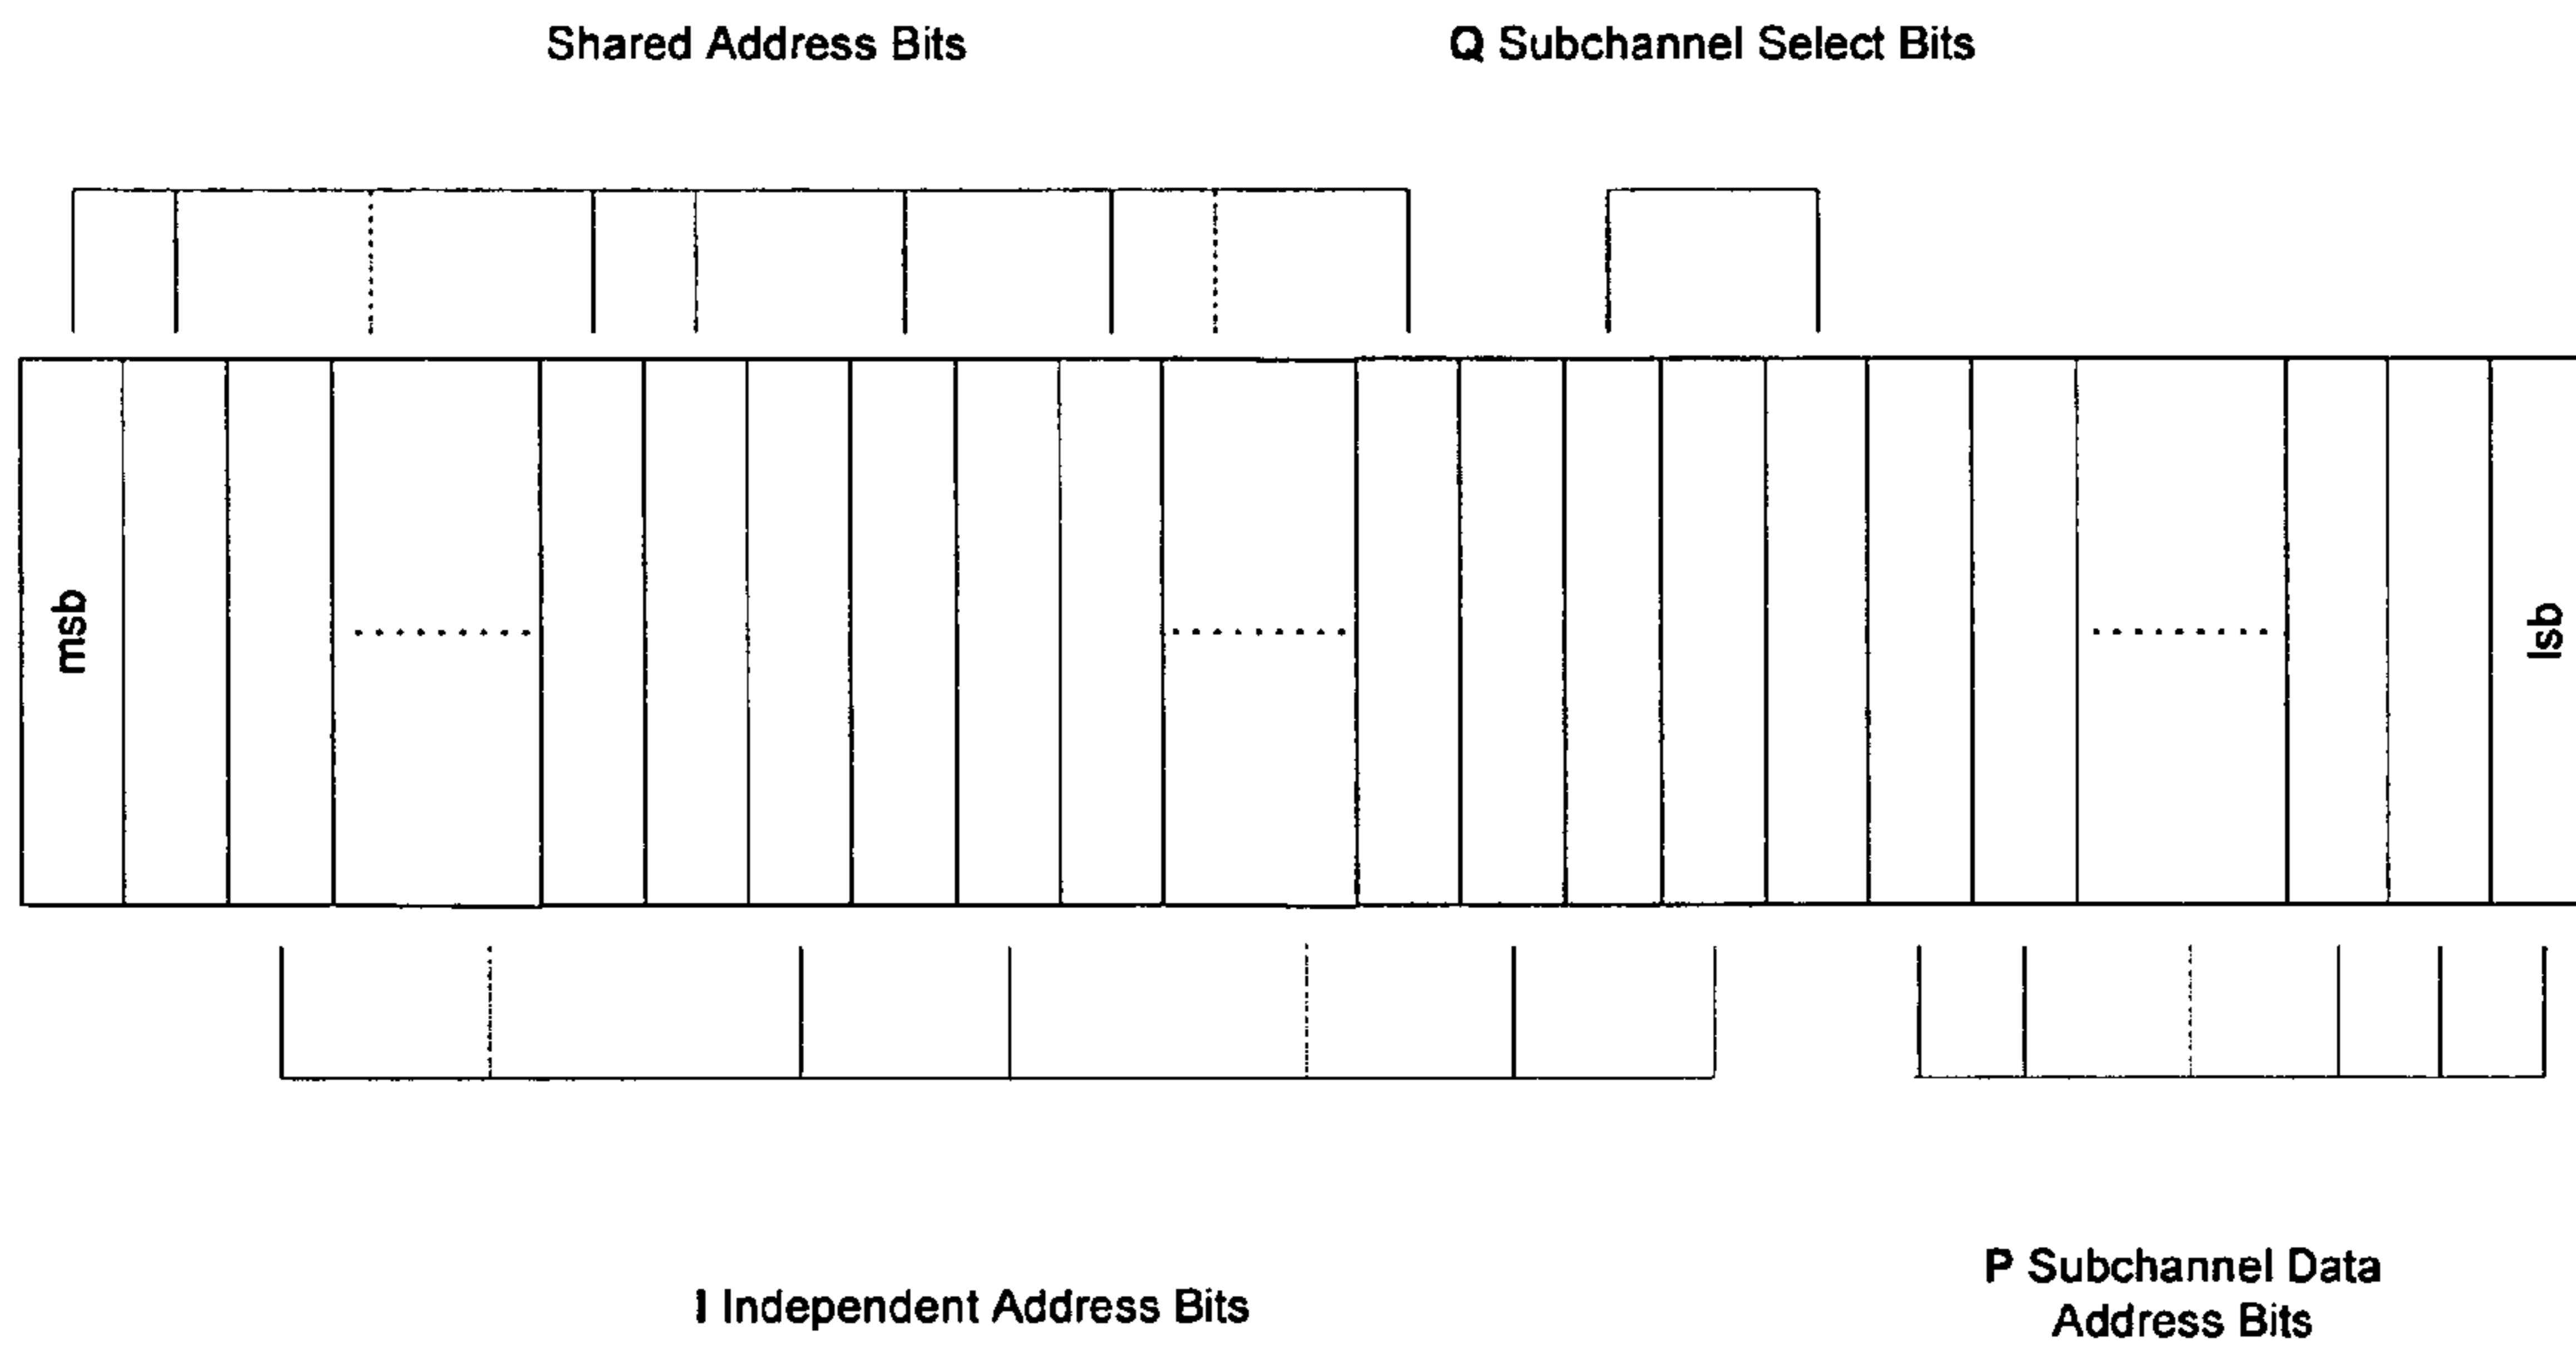 Shared Address Bits
Q Subchannel Select Bits
msb
lsb
I Independent Address Bits
P Subchannel Data
Address Bits